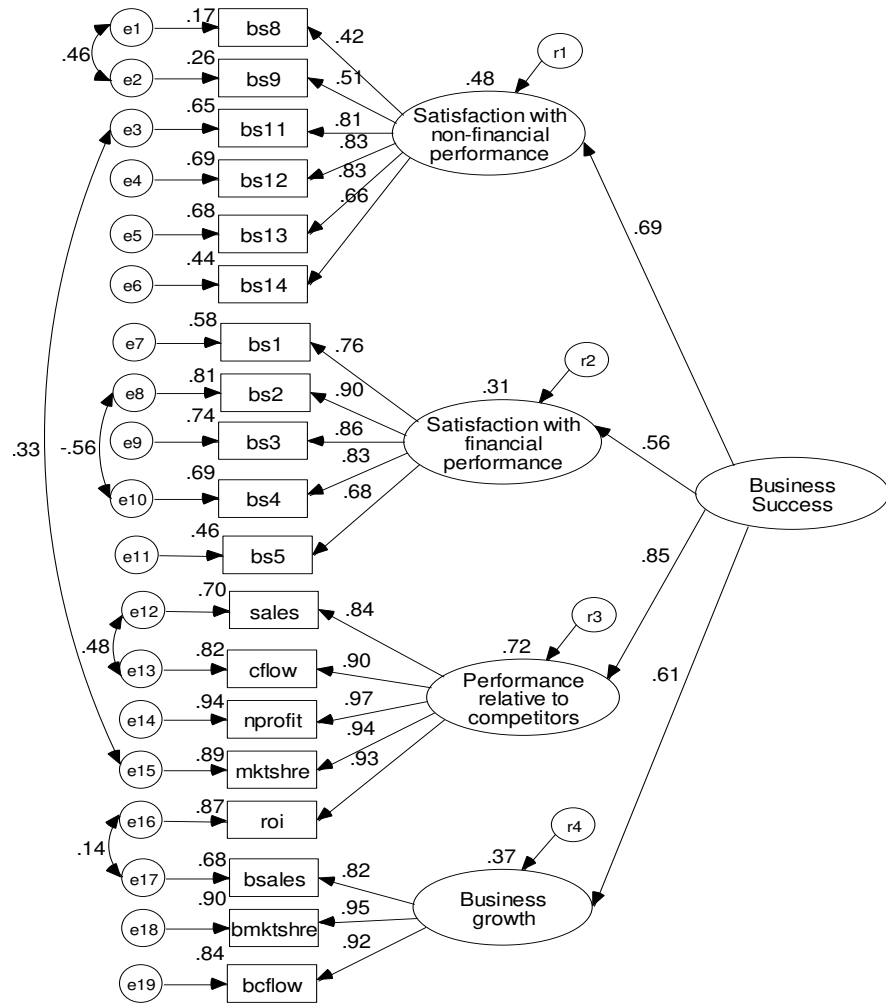 e1 .17 bs8 .42
.46
e2 .26 bs9 .51
.48 r1
Satisfaction with
non-financial
performance
e3 .65 bs11 .81
e4 .69 bs12 .83
e5 .68 bs13 .83
e6 .44 bs14 .66
.69
e7 .58 bs1 .76
e8 .81 bs2 .90
.31 r2
Satisfaction with
financial
performance
e9 .74 bs3 .86
.33 -.56
e10 .69 bs4 .83
e11 .46 bs5 .68
.56
Business
Success
.85
e12 .70 sales .84
.48
e13 .82 cflow .90
.72 r3
Performance
relative to
competitors
.61
e14 .94 nprofit .97
e15 .89 mktshre .94
e16 .87 roi .93
.14
e17 .68 bsales .82
.37 r4
Business
growth
e18 .90 bmktshre .95
e19 .84 bcflow .92